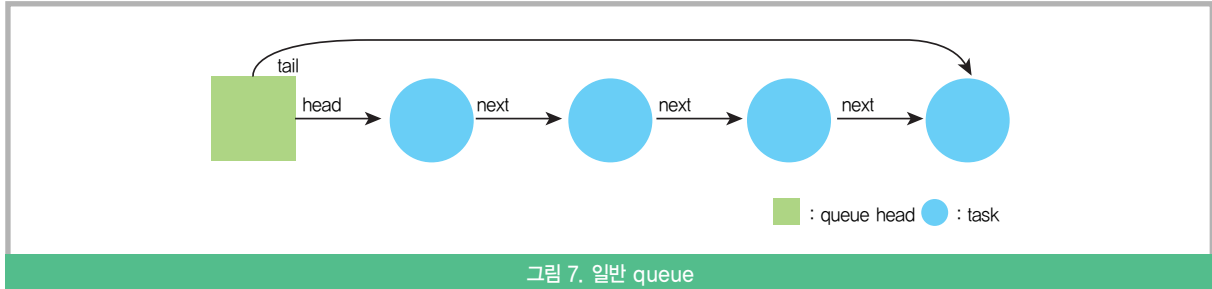 tail
head
next
next
next
: queue head
: task
그림 7. 일반 queue